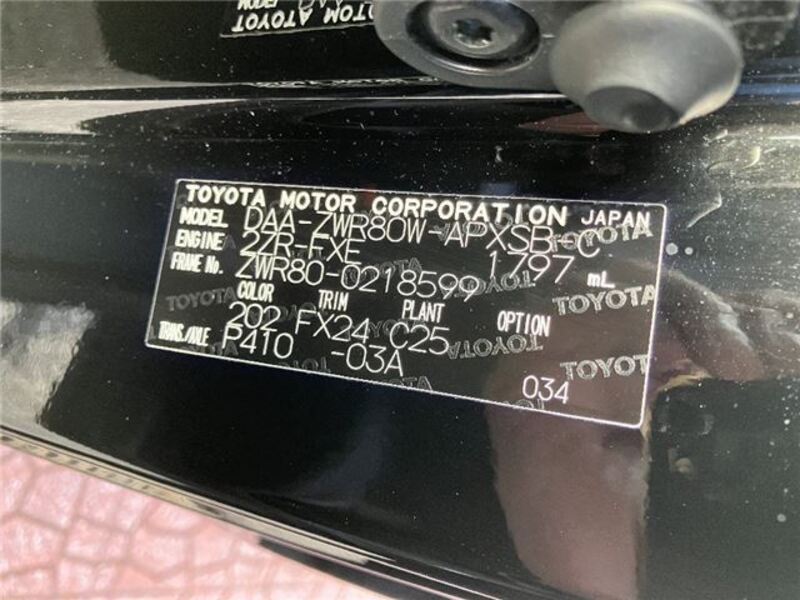 TOYOTA MOTOR CORPORATION JAPAN
MODEL DAA-ZWR80W-APXSB-C
ENGINE 2ZR-FXE 1797 mL
FRAME No. ZWR80-0218599
COLOR TRIM PLANT OPTION
202 FX24 C25
TRANS./AXLE P410 -03A 034